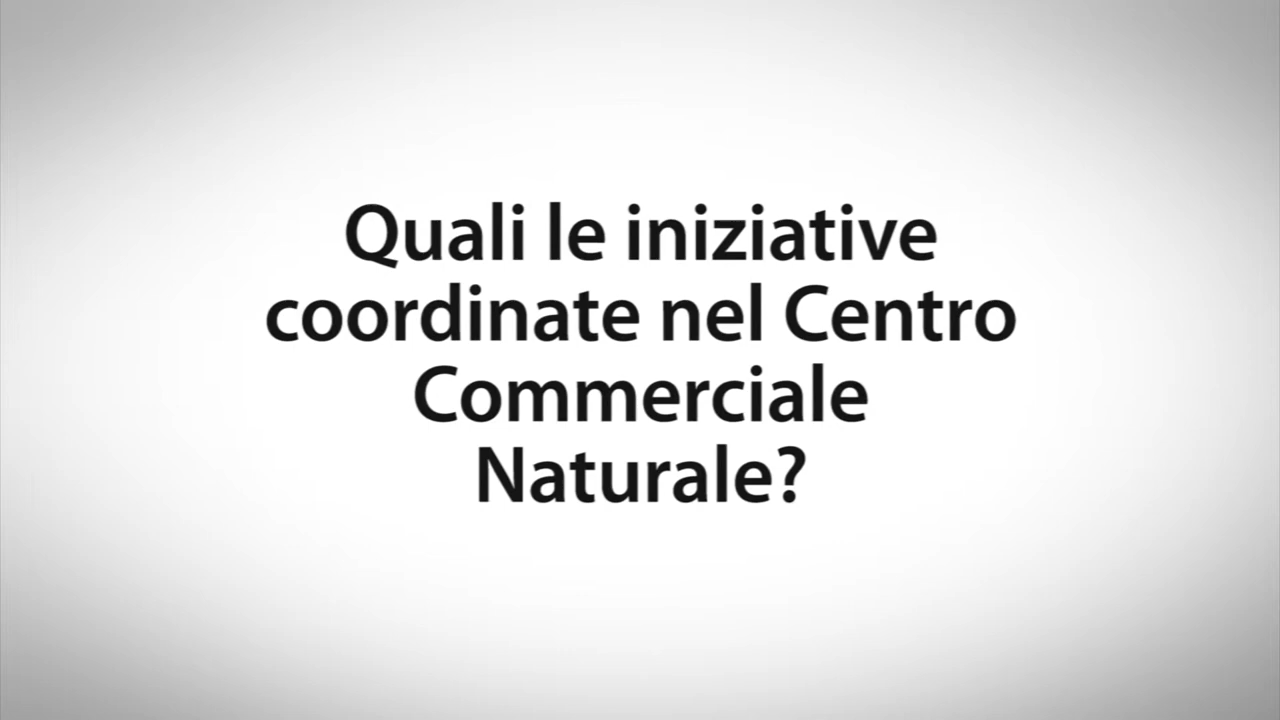 Quali le iniziative
coordinate nel Centro
Commerciale
Naturale?